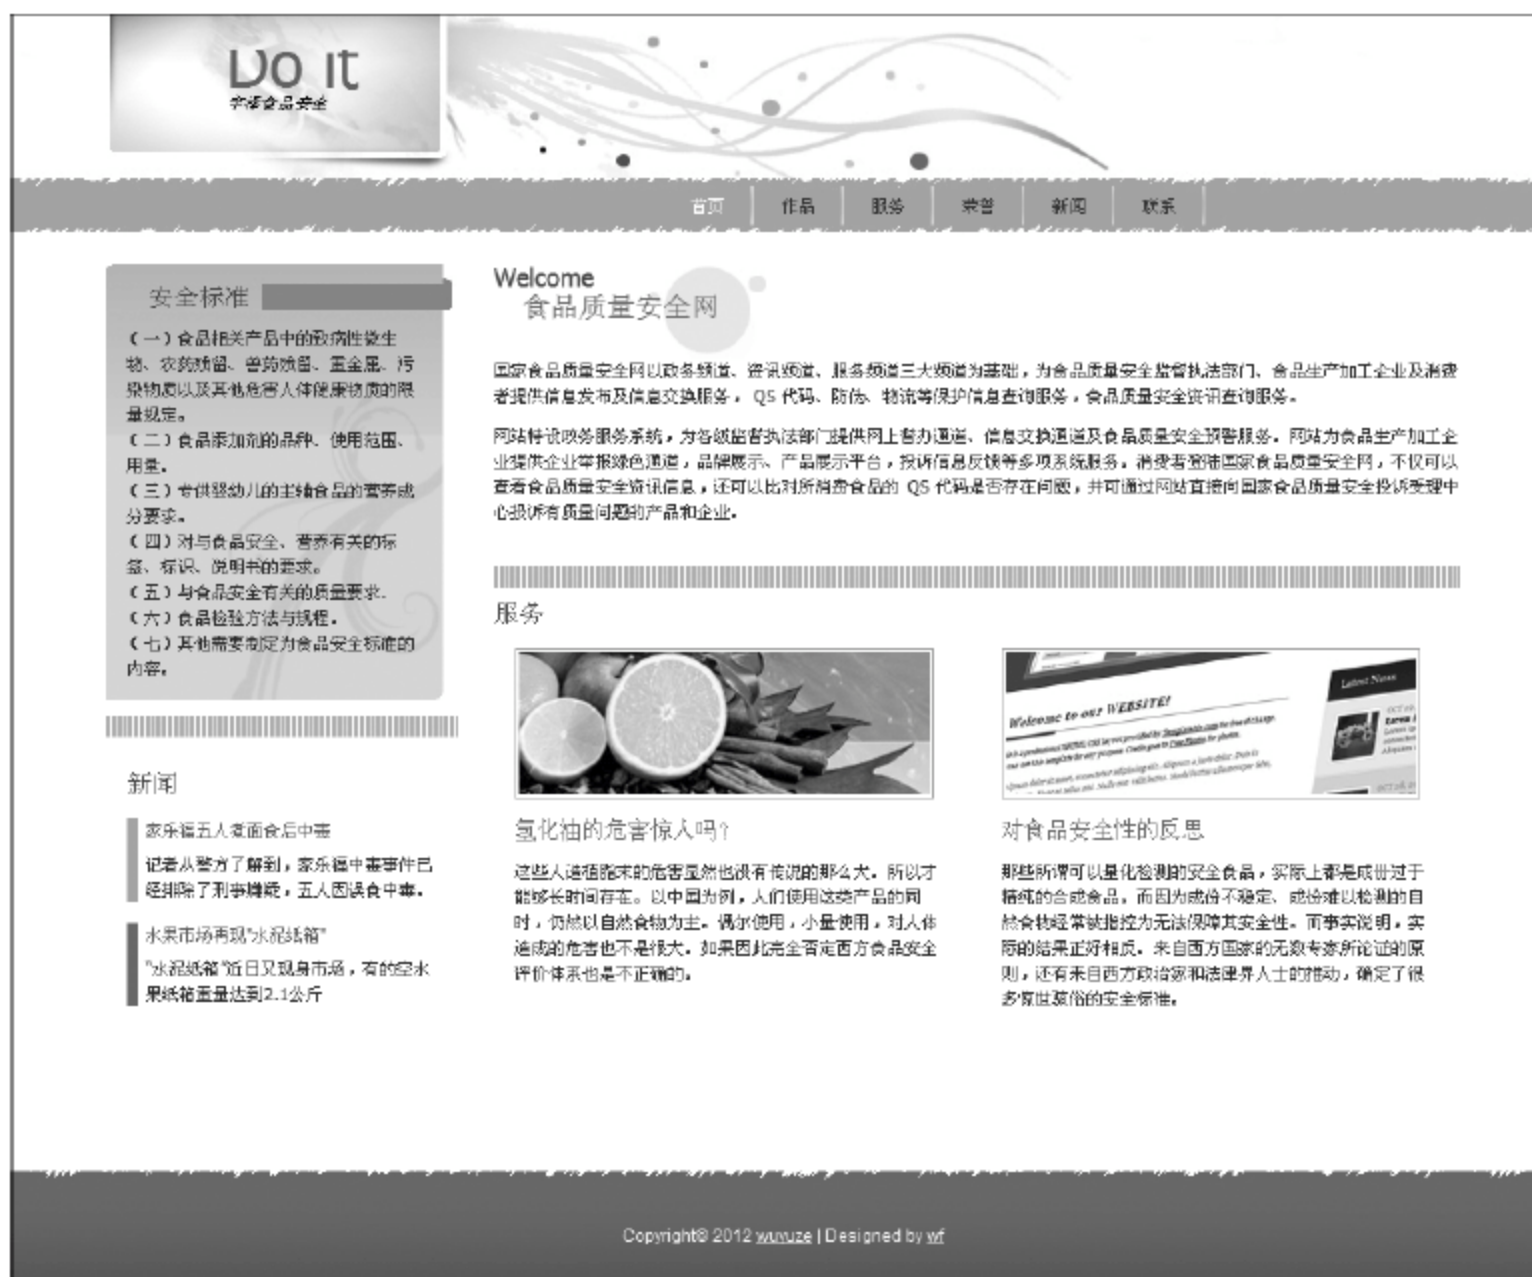 Do it
食品安全
首页 作品 服务 荣誉 新闻 联系
安全标准
（一）食品相关产品中的致病性微生
物、农药残留、兽药残留、重金属、污
染物质以及其他危害人体健康物质的限
量规定。
（二）食品添加剂的品种、使用范围、
用量。
（三）专供婴幼儿的主辅食品的营养成
分要求。
（四）对与食品安全、营养有关的标
签、标识、说明书的要求。
（五）与食品安全有关的质量要求.
（六）食品检验方法与规程。
（七）其他需要制定为食品安全标准的
内容。
新闻
家乐福五人煮面食后中毒
记者从警方了解到，家乐福中毒事件已
经排除了刑事嫌疑，五人因误食中毒。
水果市场再现"水泥纸箱"
"水泥纸箱"近日又现身市场，有的空水
果纸箱重量达到2.1公斤
Welcome
食品质量安全网
国家食品质量安全网以政务频道、资讯频道、服务频道三大频道为基础，为食品质量安全监督执法部门、食品生产加工企业及消费
者提供信息发布及信息交换服务，QS 代码、防伪、物流等保护信息查询服务，食品质量安全资讯查询服务。
网站特设政务服务系统，为各级监督执法部门提供网上督办通道、信息交换通道及食品质量安全预警服务。网站为食品生产加工企
业提供企业举报绿色通道，品牌展示、产品展示平台，投诉信息反馈等多项系统服务。消费者登陆国家食品质量安全网，不仅可以
查看食品质量安全资讯信息，还可以比对所消费食品的 QS 代码是否存在问题，并可通过网站直接向国家食品质量安全投诉受理中
心投诉有质量问题的产品和企业。
服务
氢化油的危害惊人吗?
这些人造植脂末的危害显然也没有传说的那么大。所以才
能够长时间存在。以中国为例，人们使用这类产品的同
时，仍然以自然食物为主。偶尔使用，小量使用，对人体
造成的危害也不是很大。如果因此完全否定西方食品安全
评价体系也是不正确的。
Welcome to our WEBSITE!
Latest News
对食品安全性的反思
那些所谓可以量化检测的安全食品，实际上都是成份过于
精纯的合成食品。而因为成份不稳定、成份难以检测的自
然食物经常被指控为无法保障其安全性。而事实说明，实
际的结果正好相反。来自西方国家的无数专家所论证的原
则，还有来自西方政治家和法律界人士的推动，确定了很
多惊世骇俗的安全标准。
Copyright© 2012 wuyuze | Designed by wf